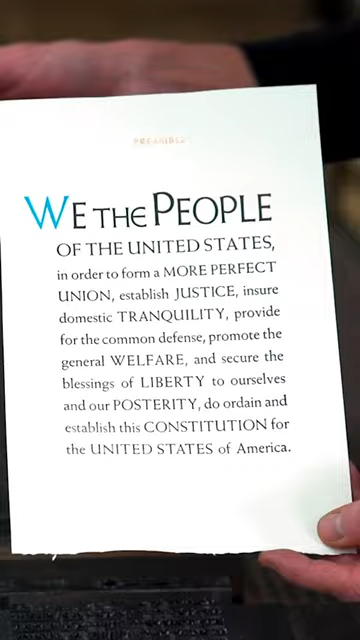 PREAMBLE
WE THE PEOPLE
OF THE UNITED STATES,
in order to form a MORE PERFECT
UNION, establish JUSTICE, insure
domestic TRANQUILITY, provide
for the common defense, promote the
general WELFARE, and secure the
blessings of LIBERTY to ourselves
and our POSTERITY, do ordain and
establish this CONSTITUTION for
the UNITED STATES of America.